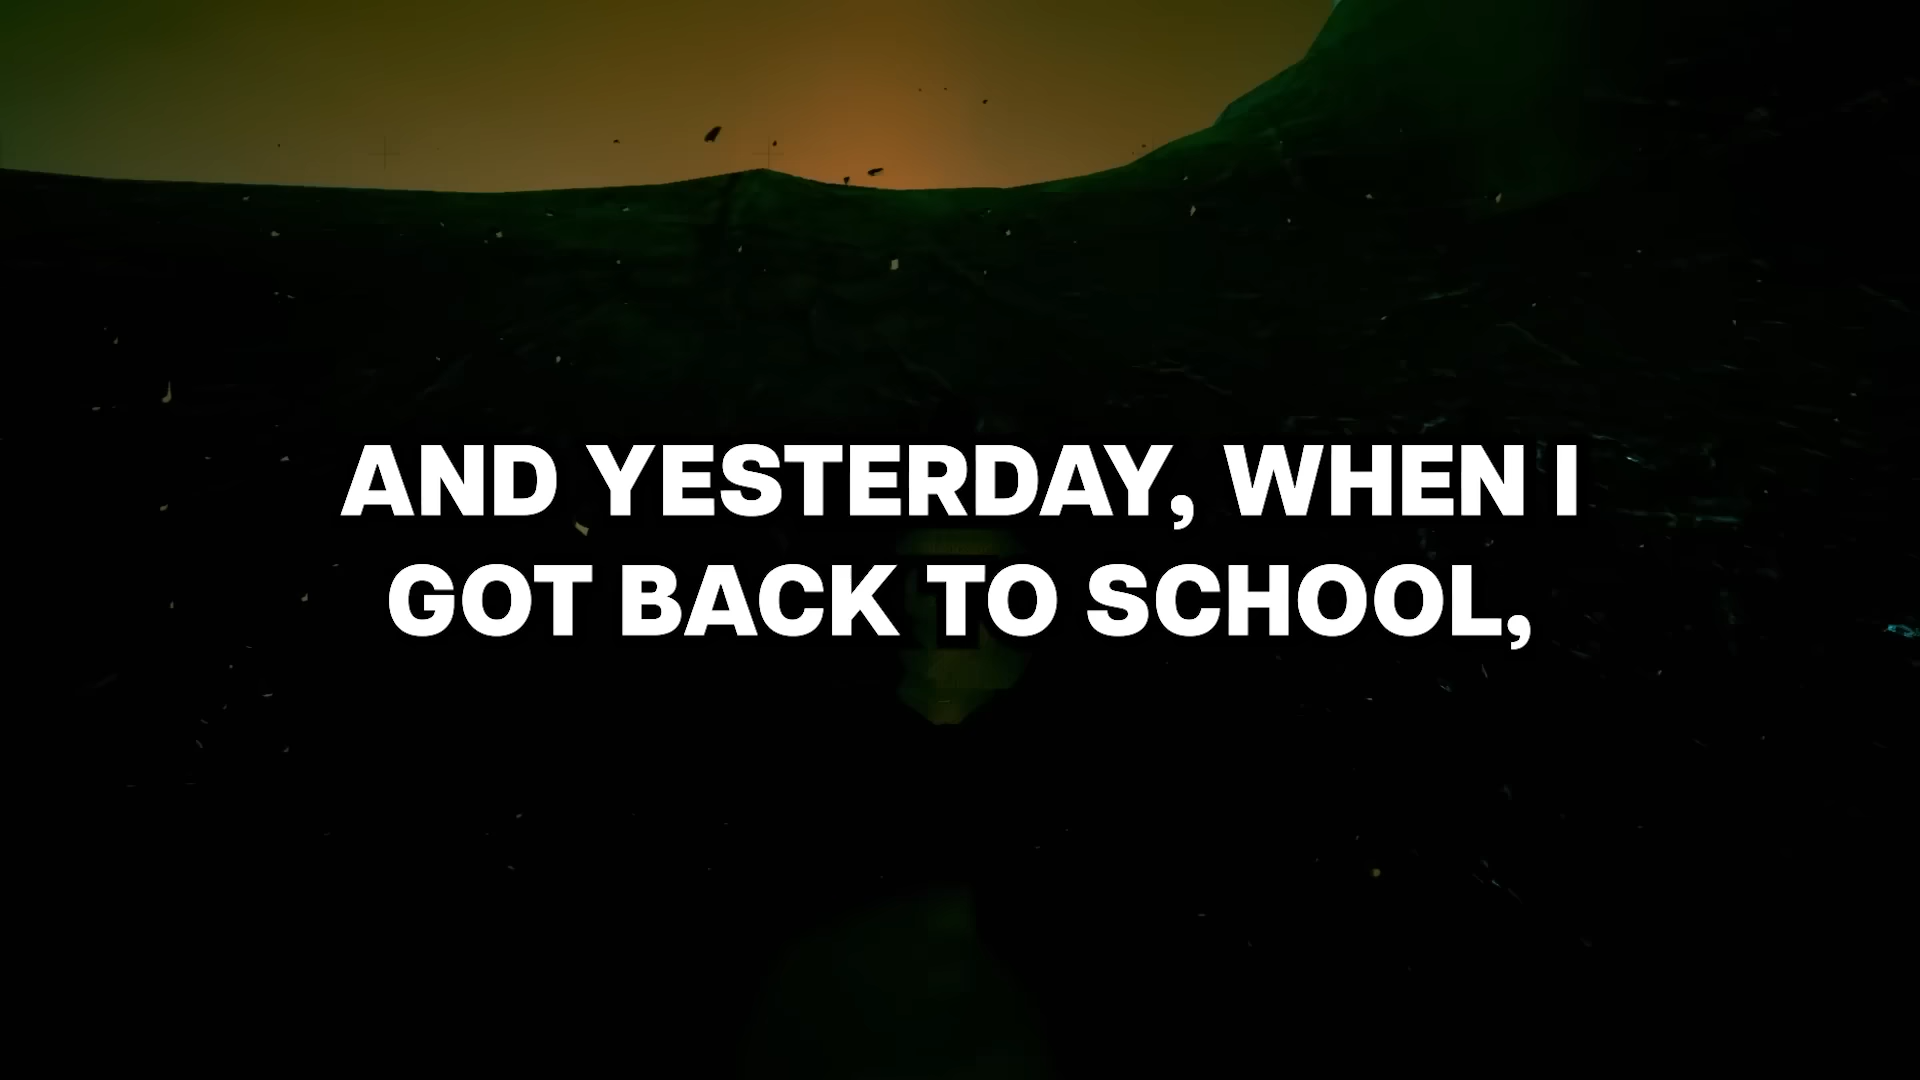 AND YESTERDAY, WHEN I
GOT BACK TO SCHOOL,